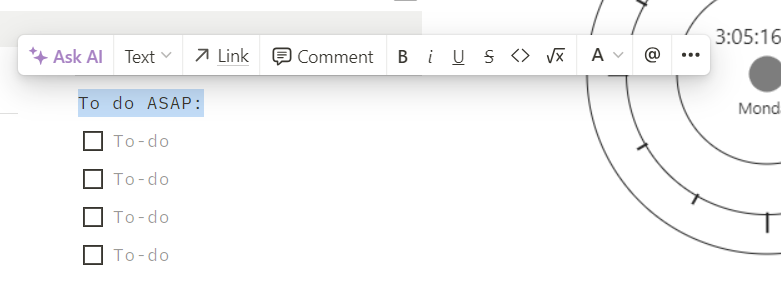 3:05:16
Ask AI Text Link Comment B i U S <> √x A @ •••
Mond
To do ASAP:
To-do
To-do
To-do
To-do